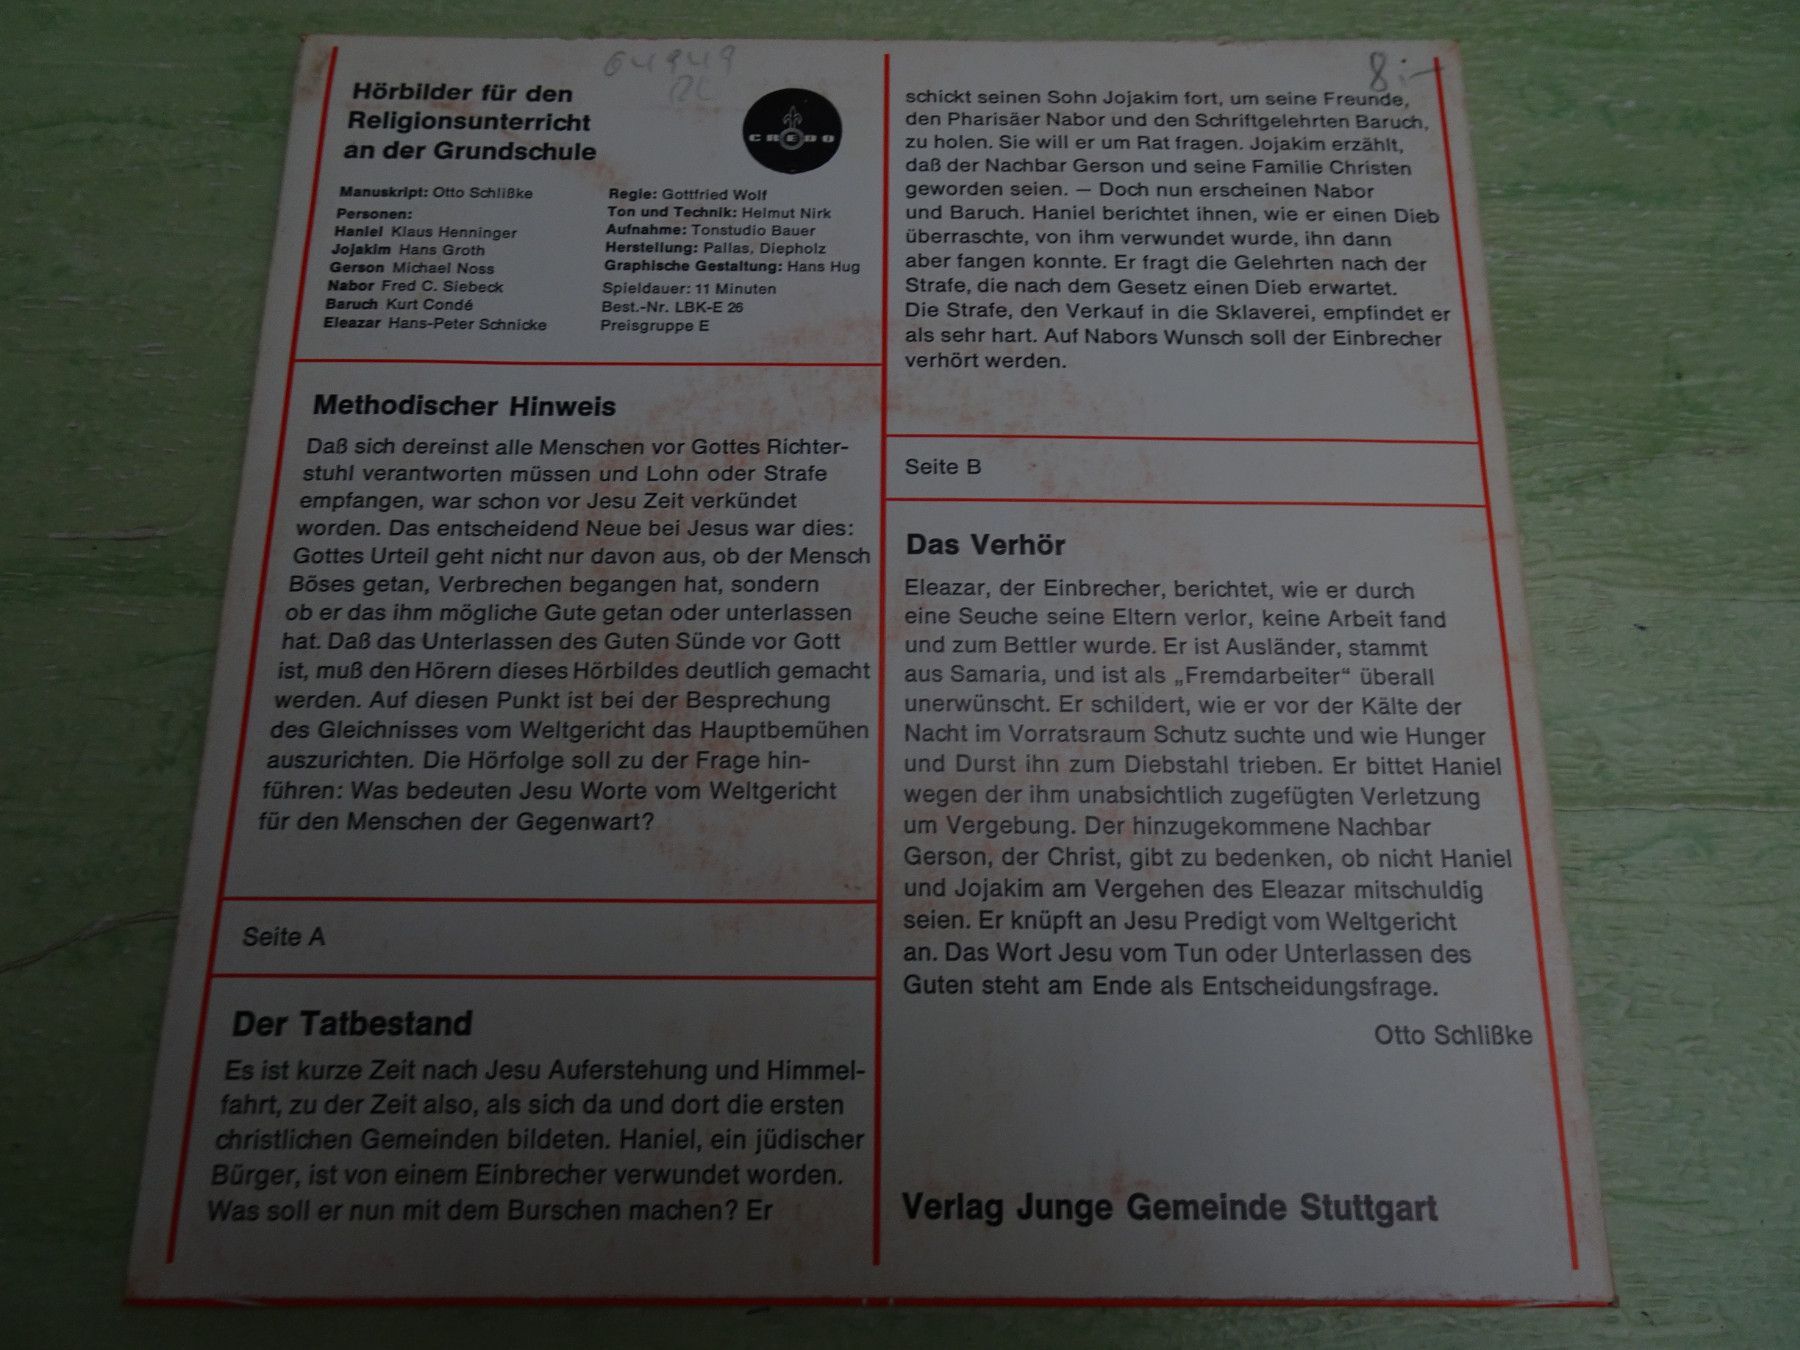 64949
Hörbilder für den
Religionsunterricht
an der Grundschule
CREDO
Manuskript: Otto Schlißke
Personen:
Haniel Klaus Henninger
Jojakim Hans Groth
Gerson Michael Noss
Nabor Fred C. Siebeck
Baruch Kurt Condé
Eleazar Hans-Peter Schnicke
Regie: Gottfried Wolf
Ton und Technik: Helmut Nirk
Aufnahme: Tonstudio Bauer
Herstellung: Pallas, Diepholz
Graphische Gestaltung: Hans Hug
Spieldauer: 11 Minuten
Best.-Nr. LBK-E 26
Preisgruppe E
Methodischer Hinweis
Daß sich dereinst alle Menschen vor Gottes Richter-
stuhl verantworten müssen und Lohn oder Strafe
empfangen, war schon vor Jesu Zeit verkündet
worden. Das entscheidend Neue bei Jesus war dies:
Gottes Urteil geht nicht nur davon aus, ob der Mensch
Böses getan, Verbrechen begangen hat, sondern
ob er das ihm mögliche Gute getan oder unterlassen
hat. Daß das Unterlassen des Guten Sünde vor Gott
ist, muß den Hörern dieses Hörbildes deutlich gemacht
werden. Auf diesen Punkt ist bei der Besprechung
des Gleichnisses vom Weltgericht das Hauptbemühen
auszurichten. Die Hörfolge soll zu der Frage hin-
führen: Was bedeuten Jesu Worte vom Weltgericht
für den Menschen der Gegenwart?
Seite A
Der Tatbestand
Es ist kurze Zeit nach Jesu Auferstehung und Himmel-
fahrt, zu der Zeit also, als sich da und dort die ersten
christlichen Gemeinden bildeten. Haniel, ein jüdischer
Bürger, ist von einem Einbrecher verwundet worden.
Was soll er nun mit dem Burschen machen? Er
8.-
schickt seinen Sohn Jojakim fort, um seine Freunde,
den Pharisäer Nabor und den Schriftgelehrten Baruch,
zu holen. Sie will er um Rat fragen. Jojakim erzählt,
daß der Nachbar Gerson und seine Familie Christen
geworden seien. — Doch nun erscheinen Nabor
und Baruch. Haniel berichtet ihnen, wie er einen Dieb
überraschte, von ihm verwundet wurde, ihn dann
aber fangen konnte. Er fragt die Gelehrten nach der
Strafe, die nach dem Gesetz einen Dieb erwartet.
Die Strafe, den Verkauf in die Sklaverei, empfindet er
als sehr hart. Auf Nabors Wunsch soll der Einbrecher
verhört werden.
Seite B
Das Verhör
Eleazar, der Einbrecher, berichtet, wie er durch
eine Seuche seine Eltern verlor, keine Arbeit fand
und zum Bettler wurde. Er ist Ausländer, stammt
aus Samaria, und ist als „Fremdarbeiter“ überall
unerwünscht. Er schildert, wie er vor der Kälte der
Nacht im Vorratsraum Schutz suchte und wie Hunger
und Durst ihn zum Diebstahl trieben. Er bittet Haniel
wegen der ihm unabsichtlich zugefügten Verletzung
um Vergebung. Der hinzugekommene Nachbar
Gerson, der Christ, gibt zu bedenken, ob nicht Haniel
und Jojakim am Vergehen des Eleazar mitschuldig
seien. Er knüpft an Jesu Predigt vom Weltgericht
an. Das Wort Jesu vom Tun oder Unterlassen des
Guten steht am Ende als Entscheidungsfrage.
Otto Schlißke
Verlag Junge Gemeinde Stuttgart